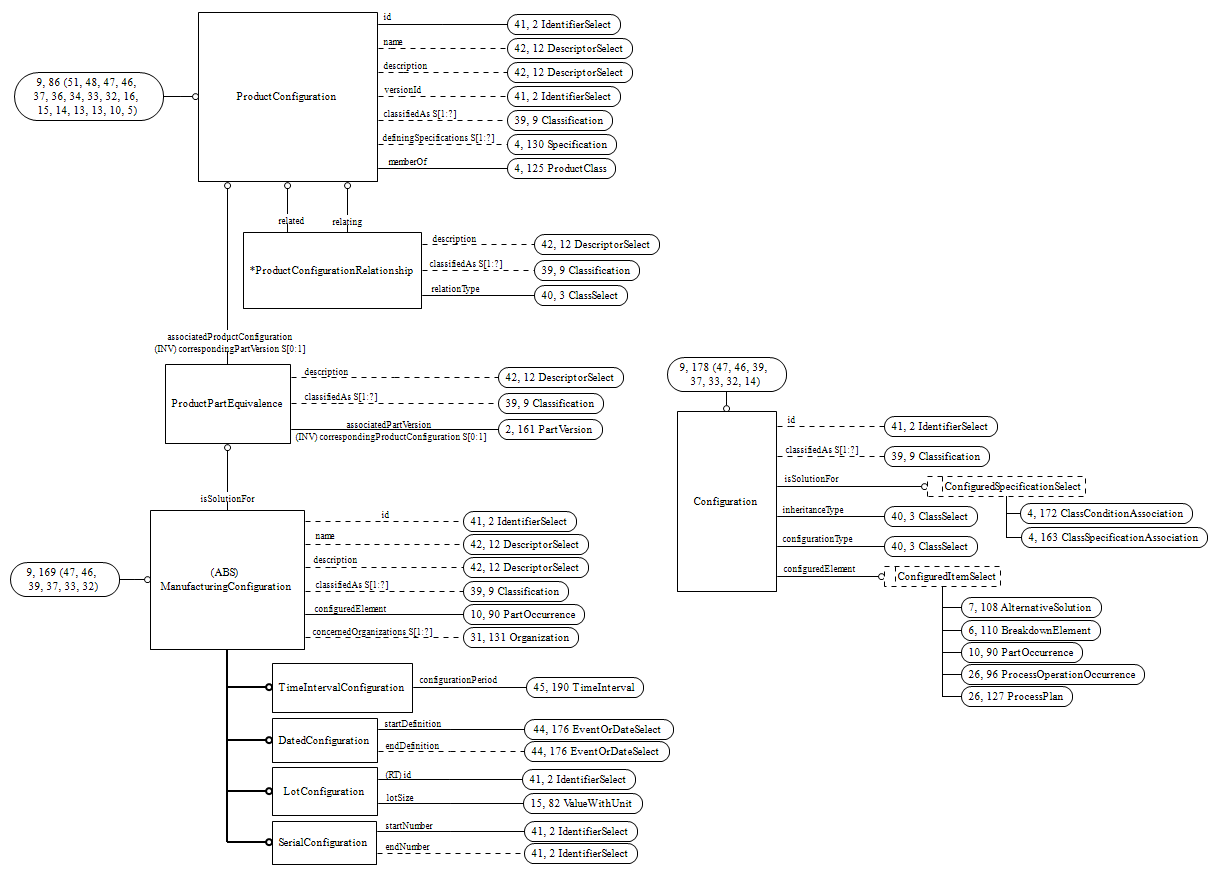 id
41, 2 IdentifierSelect
name
42, 12 DescriptorSelect
description
42, 12 DescriptorSelect
versionId
41, 2 IdentifierSelect
classifiedAs S[1:?]
39, 9 Classification
definingSpecifications S[1:?]
4, 130 Specification
memberOf
4, 125 ProductClass
9, 86 (51, 48, 47, 46,
37, 36, 34, 33, 32, 16,
15, 14, 13, 13, 10, 5)
ProductConfiguration
related
relating
*ProductConfigurationRelationship
description
42, 12 DescriptorSelect
classifiedAs S[1:?]
39, 9 Classification
relationType
40, 3 ClassSelect
associatedProductConfiguration
(INV) correspondingPartVersion S[0:1]
ProductPartEquivalence
description
42, 12 DescriptorSelect
classifiedAs S[1:?]
39, 9 Classification
associatedPartVersion
(INV) correspondingProductConfiguration S[0:1]
2, 161 PartVersion
isSolutionFor
9, 169 (47, 46,
39, 37, 33, 32)
(ABS)
ManufacturingConfiguration
id
41, 2 IdentifierSelect
name
42, 12 DescriptorSelect
description
42, 12 DescriptorSelect
classifiedAs S[1:?]
39, 9 Classification
configuredElement
10, 90 PartOccurrence
concernedOrganizations S[1:?]
31, 131 Organization
TimeIntervalConfiguration
configurationPeriod
45, 190 TimeInterval
DatedConfiguration
startDefinition
44, 176 EventOrDateSelect
endDefinition
44, 176 EventOrDateSelect
LotConfiguration
(RT) id
41, 2 IdentifierSelect
lotSize
15, 82 ValueWithUnit
SerialConfiguration
startNumber
41, 2 IdentifierSelect
endNumber
41, 2 IdentifierSelect
9, 178 (47, 46, 39,
37, 33, 32, 14)
Configuration
id
41, 2 IdentifierSelect
classifiedAs S[1:?]
39, 9 Classification
isSolutionFor
ConfiguredSpecificationSelect
4, 172 ClassConditionAssociation
4, 163 ClassSpecificationAssociation
inheritanceType
40, 3 ClassSelect
configurationType
40, 3 ClassSelect
configuredElement
ConfiguredItemSelect
7, 108 AlternativeSolution
6, 110 BreakdownElement
10, 90 PartOccurrence
26, 96 ProcessOperationOccurrence
26, 127 ProcessPlan